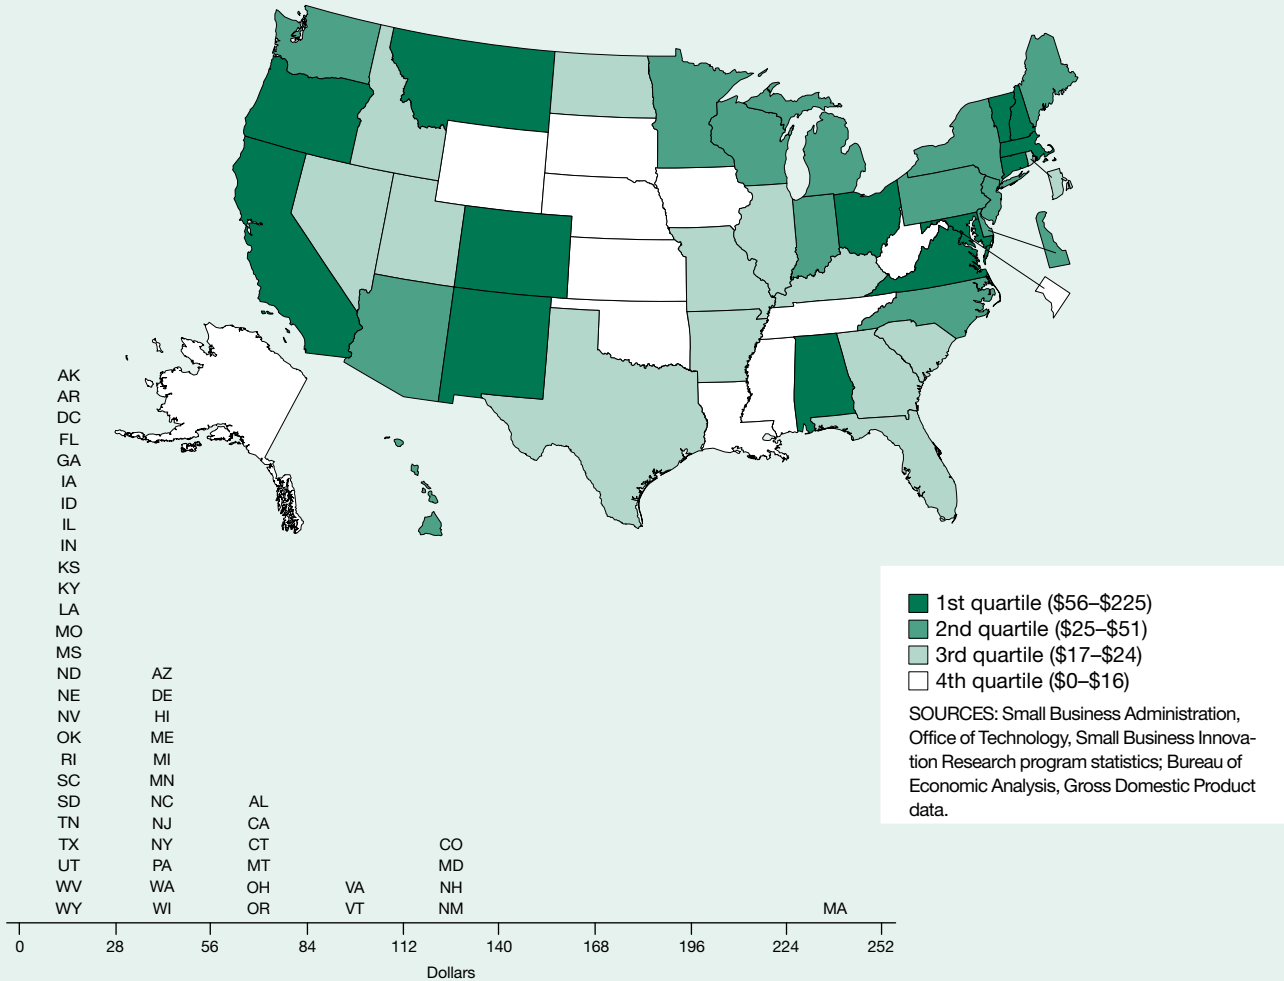 AK
AR
DC
FL
GA
IA
ID
IL
IN
KS
KY
LA
MO
MS
ND AZ
NE DE
NV HI
OK ME
RI MI
SC MN
SD NC AL
TN NJ CA
TX NY CT CO
UT PA MT MD
WV WA OH VA NH
WY WI OR VT NM MA
0 28 56 84 112 140 168 196 224 252
Dollars
1st quartile ($56–$225)
2nd quartile ($25–$51)
3rd quartile ($17–$24)
4th quartile ($0–$16)
SOURCES: Small Business Administration,
Office of Technology, Small Business Innova-
tion Research program statistics; Bureau of
Economic Analysis, Gross Domestic Product
data.